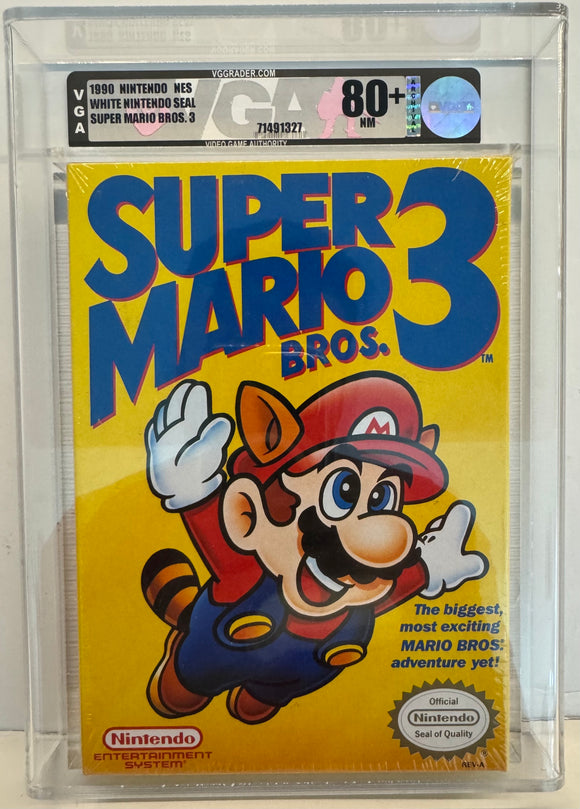 VGGRADER.COM
VGA
1990 NINTENDO NES
WHITE NINTENDO SEAL
SUPER MARIO BROS. 3
VGA
71491327
VIDEO GAME AUTHORITY
80+
NM
ARCHIVAL
SUPER
MARIO
BROS.
3
TM
M
The biggest,
most exciting
MARIO BROS.
adventure yet!
Official
Nintendo
Seal of Quality
®
REV-A
Nintendo
ENTERTAINMENT
SYSTEM®